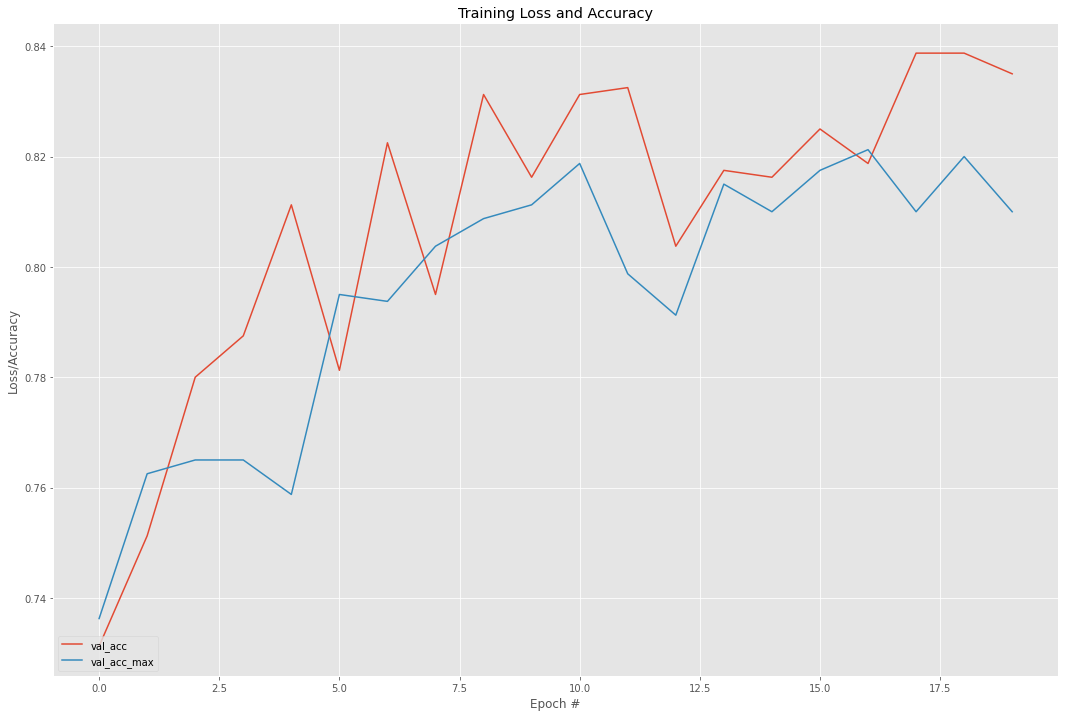 Training Loss and Accuracy
0.84
0.82
0.80
0.78
0.76
0.74
Loss/Accuracy
val_acc
val_acc_max
0.0 2.5 5.0 7.5 10.0 12.5 15.0 17.5
Epoch #